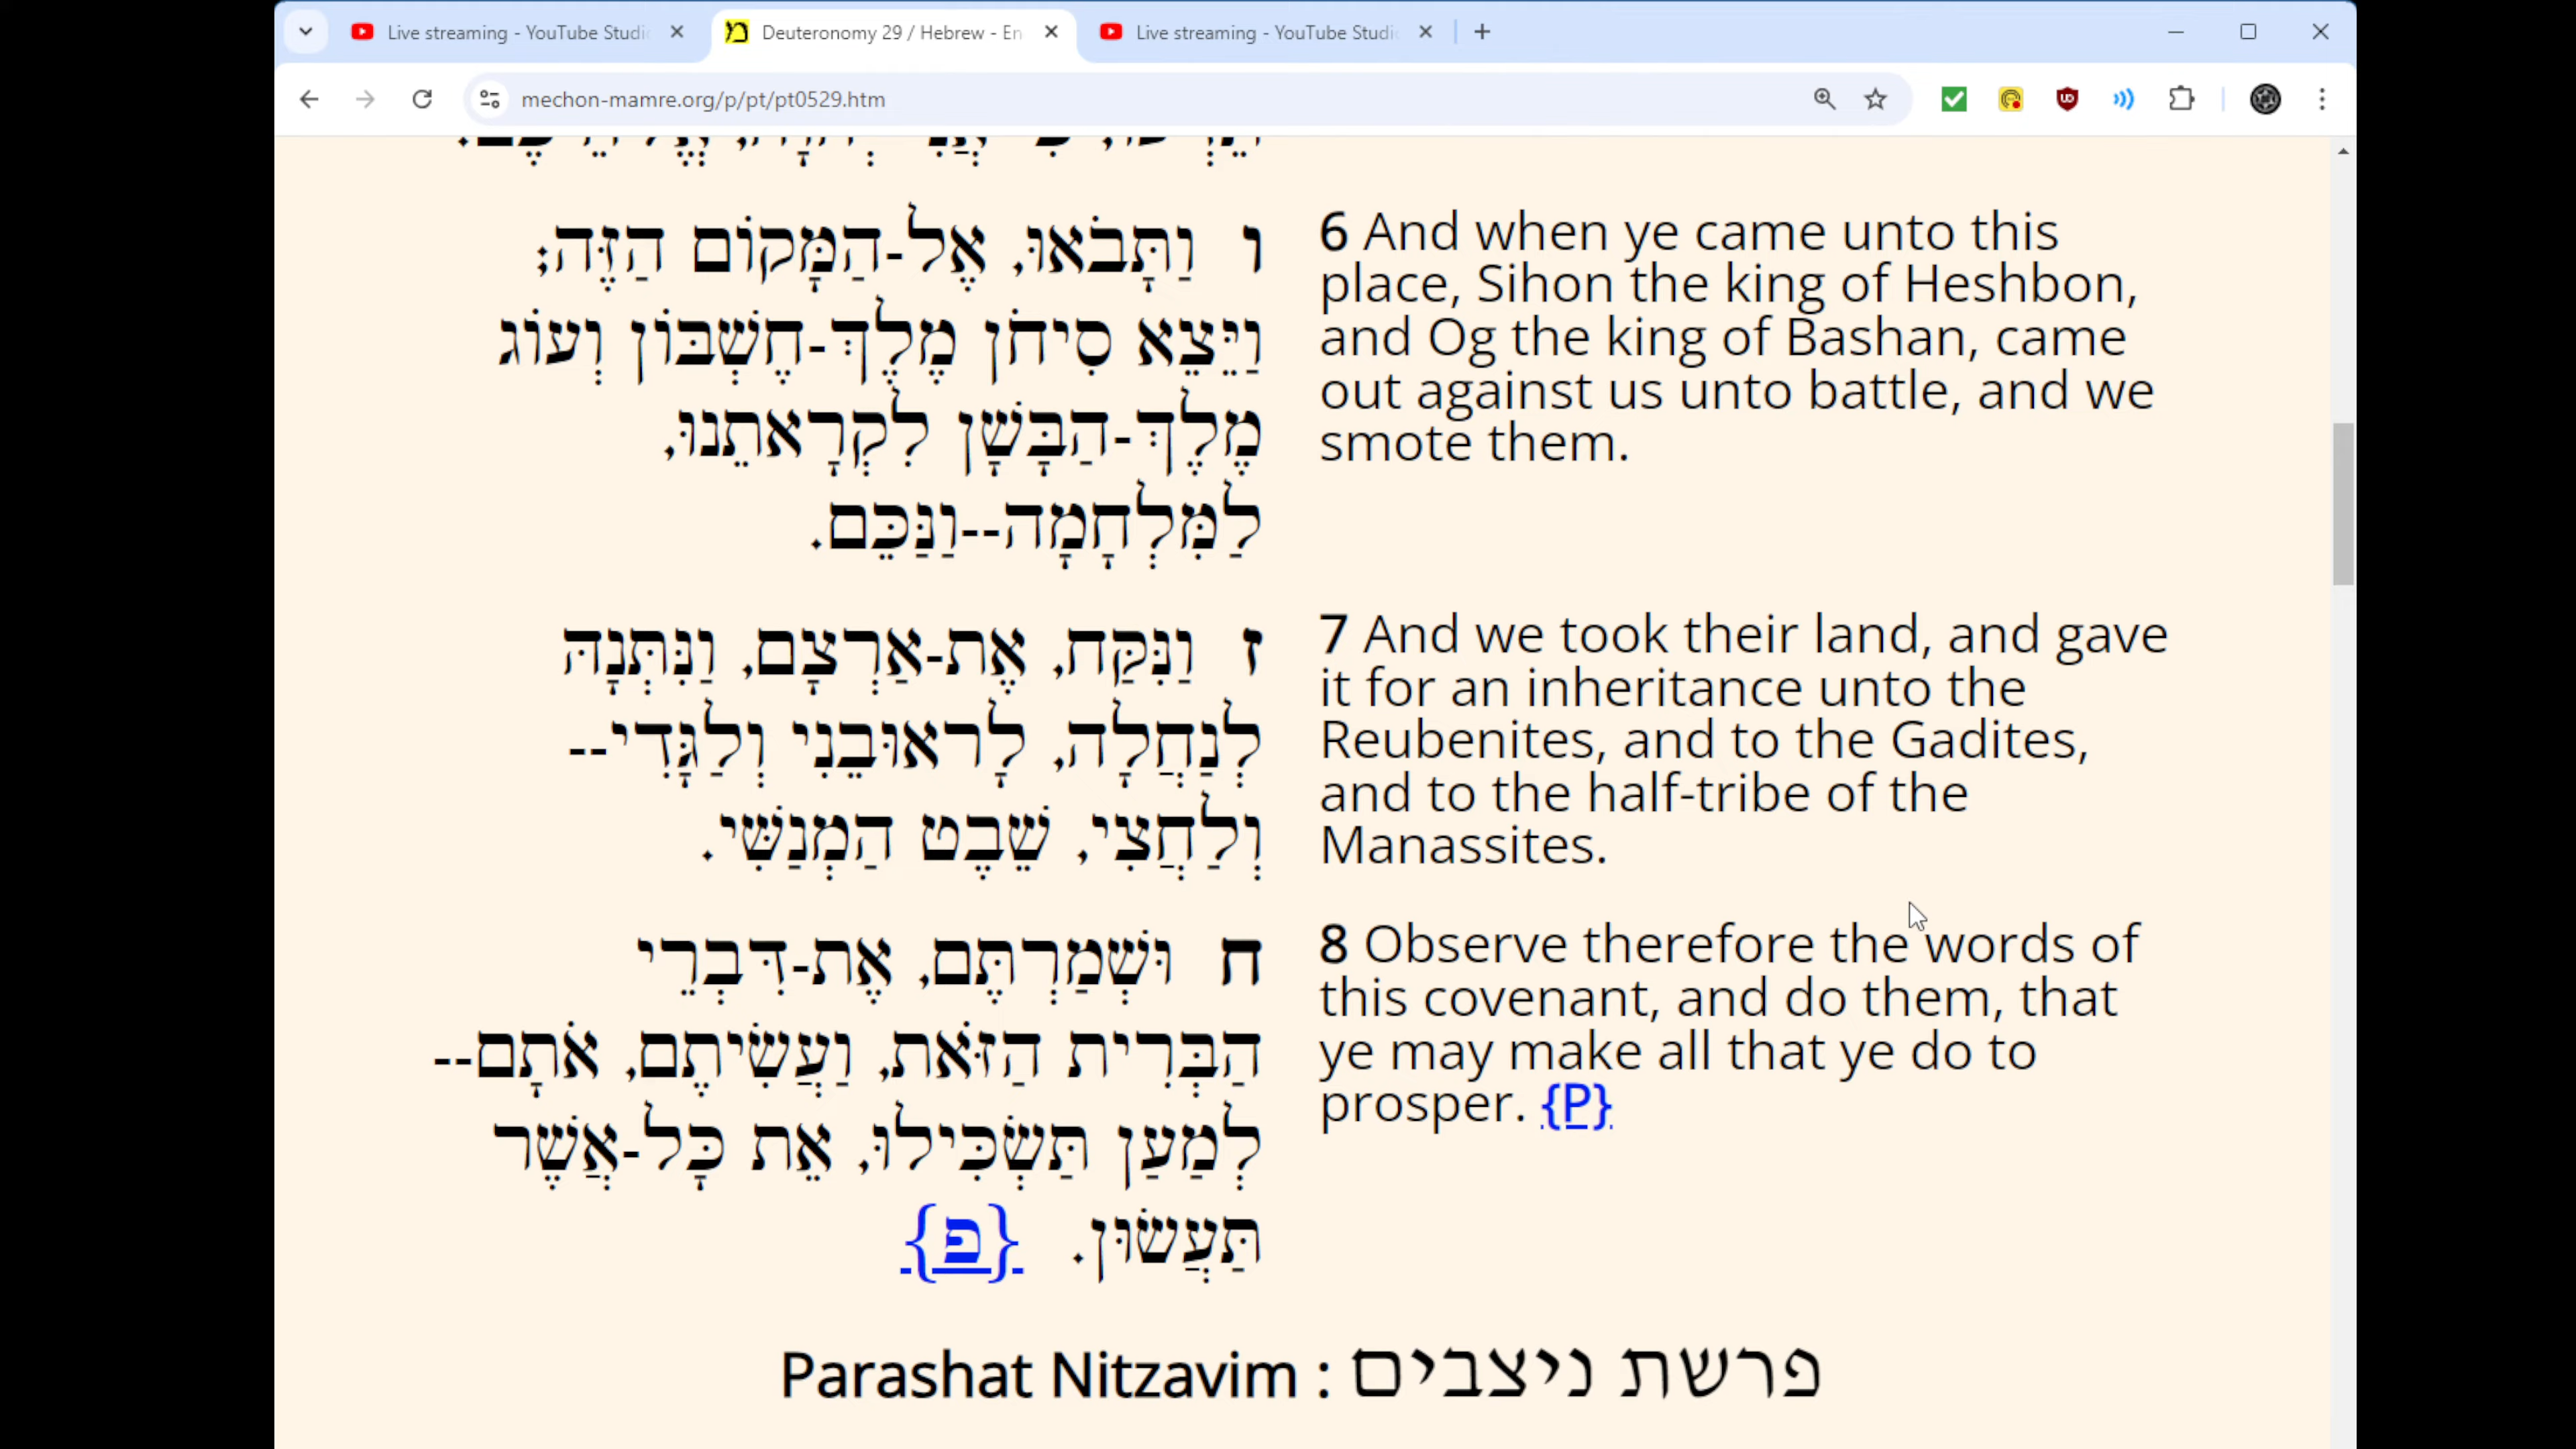 Live streaming - YouTube Studi
Deuteronomy 29 / Hebrew - En
Live streaming - YouTube Studi
mechon-mamre.org/p/pt/pt0529.htm
ו וַתָּבֹאוּ, אֶל-הַמָּקוֹם הַזֶּה;
וַיֵּצֵא סִיחֹן מֶלֶךְ-חֶשְׁבּוֹן וְעוֹג
מֶלֶךְ-הַבָּשָׁן לִקְרָאתֵנוּ,
לַמִּלְחָמָה--וַנַּכֵּם.
6 And when ye came unto this
place, Sihon the king of Heshbon,
and Og the king of Bashan, came
out against us unto battle, and we
smote them.
ז וַנִּקַּח, אֶת-אַרְצָם, וַנִּתְּנָהּ
לְנַחֲלָה, לָראוּבֵנִי וְלַגָּדִי--
וְלַחֲצִי, שֵׁבֶט הַמְנַשִּׁי.
7 And we took their land, and gave
it for an inheritance unto the
Reubenites, and to the Gadites,
and to the half-tribe of the
Manassites.
ח וּשְׁמַרְתֶּם, אֶת-דִּבְרֵי
הַבְּרִית הַזֹּאת, וַעֲשִׂיתֶם, אֹתָם--
לְמַעַן תַּשְׂכִּילוּ, אֵת כָּל-אֲשֶׁר
תַּעֲשׂוּן. {פ}
8 Observe therefore the words of
this covenant, and do them, that
ye may make all that ye do to
prosper. {P}
Parashat Nitzavim : פרשת ניצבים